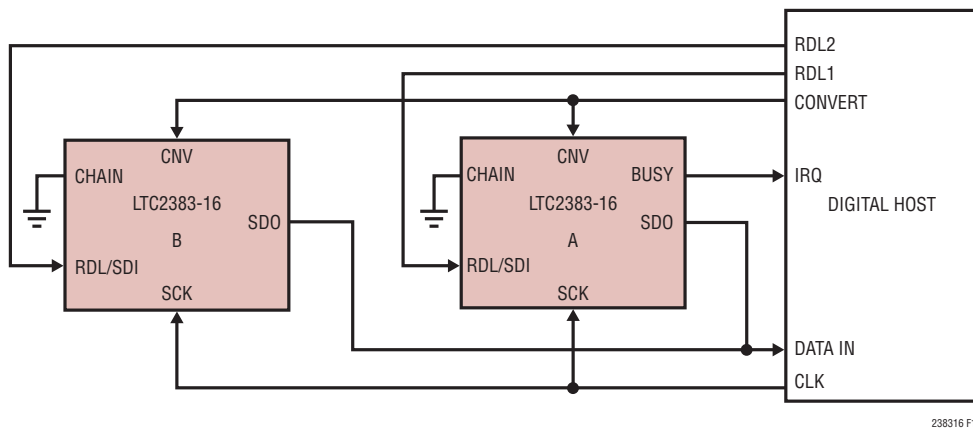 RDL2
RDL1
CONVERT
CNV
CNV
CHAIN
CHAIN
BUSY
IRQ
LTC2383-16
LTC2383-16
DIGITAL HOST
SDO
SDO
B
A
RDL/SDI
RDL/SDI
SCK
SCK
DATA IN
CLK